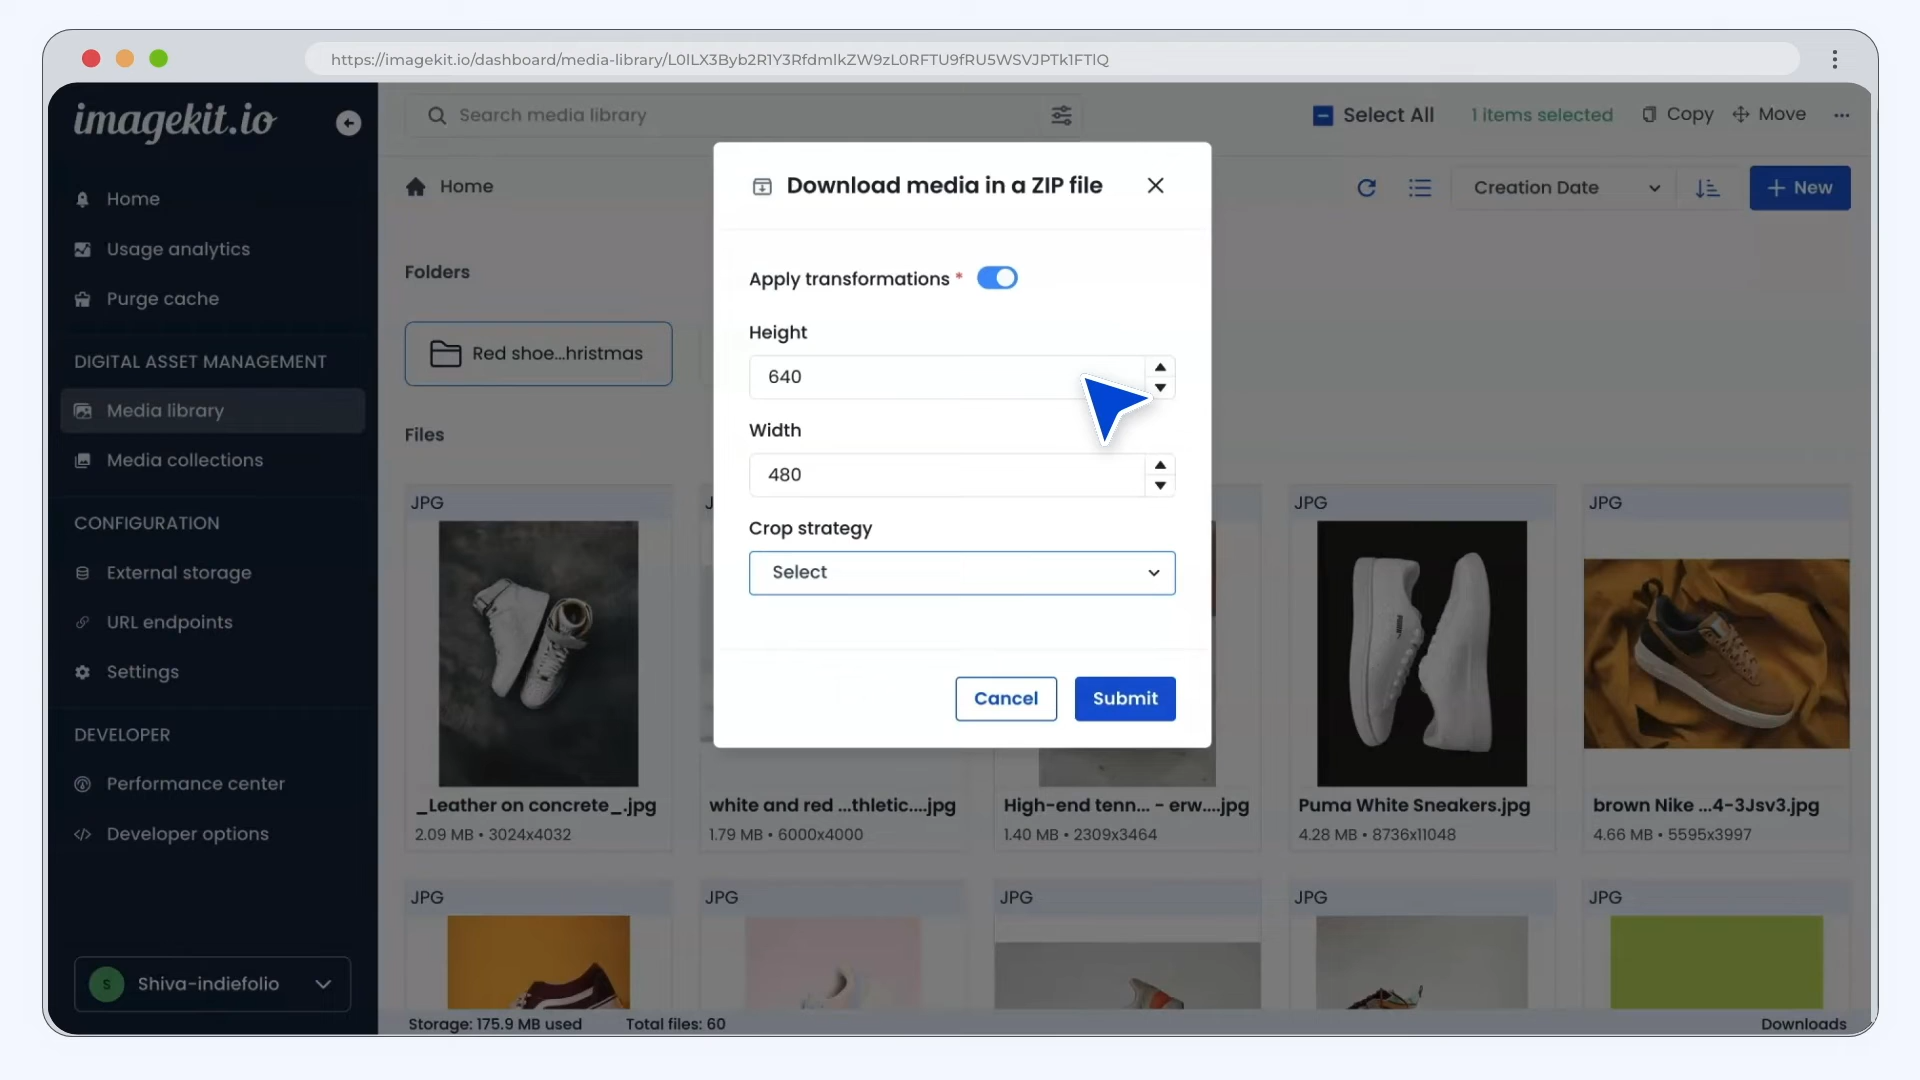 https://imagekit.io/dashboard/media-library/L0lLX3Byb2R1Y3RfdmlkZW9zL0RFTU9fRU5WSVJPTk1FTlQ
imagekit.io
Search media library
Select All
1 items selected
Copy
Move
Home
Creation Date
+ New
Home
Usage analytics
Purge cache
DIGITAL ASSET MANAGEMENT
Media library
Media collections
CONFIGURATION
External storage
URL endpoints
Settings
DEVELOPER
Performance center
Developer options
S
Shiva-indiefolio
Folders
Red shoe...hristmas
Files
Download media in a ZIP file
Apply transformations *
Height
640
Width
480
Crop strategy
Select
Cancel
Submit
JPG
JPG
JPG
_Leather on concrete_.jpg
2.09 MB • 3024x4032
white and red ...thletic....jpg
1.79 MB • 6000x4000
High-end tenn... - erw....jpg
1.40 MB • 2309x3464
Puma White Sneakers.jpg
4.28 MB • 8736x11048
brown Nike ...4-3Jsv3.jpg
4.66 MB • 5595x3997
JPG
JPG
JPG
JPG
JPG
Storage: 175.9 MB used
Total files: 60
Downloads